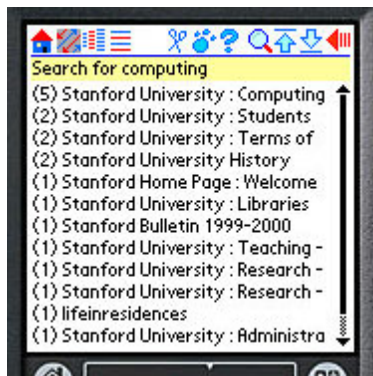 Search for computing
(5) Stanford University : Computing
(2) Stanford University : Students
(2) Stanford University : Terms of
(2) Stanford University History
(1) Stanford Home Page : Welcome
(1) Stanford University : Libraries
(1) Stanford Bulletin 1999-2000
(1) Stanford University : Teaching -
(1) Stanford University : Research -
(1) Stanford University : Research -
(1) lifeinresidences
(1) Stanford University : Administra